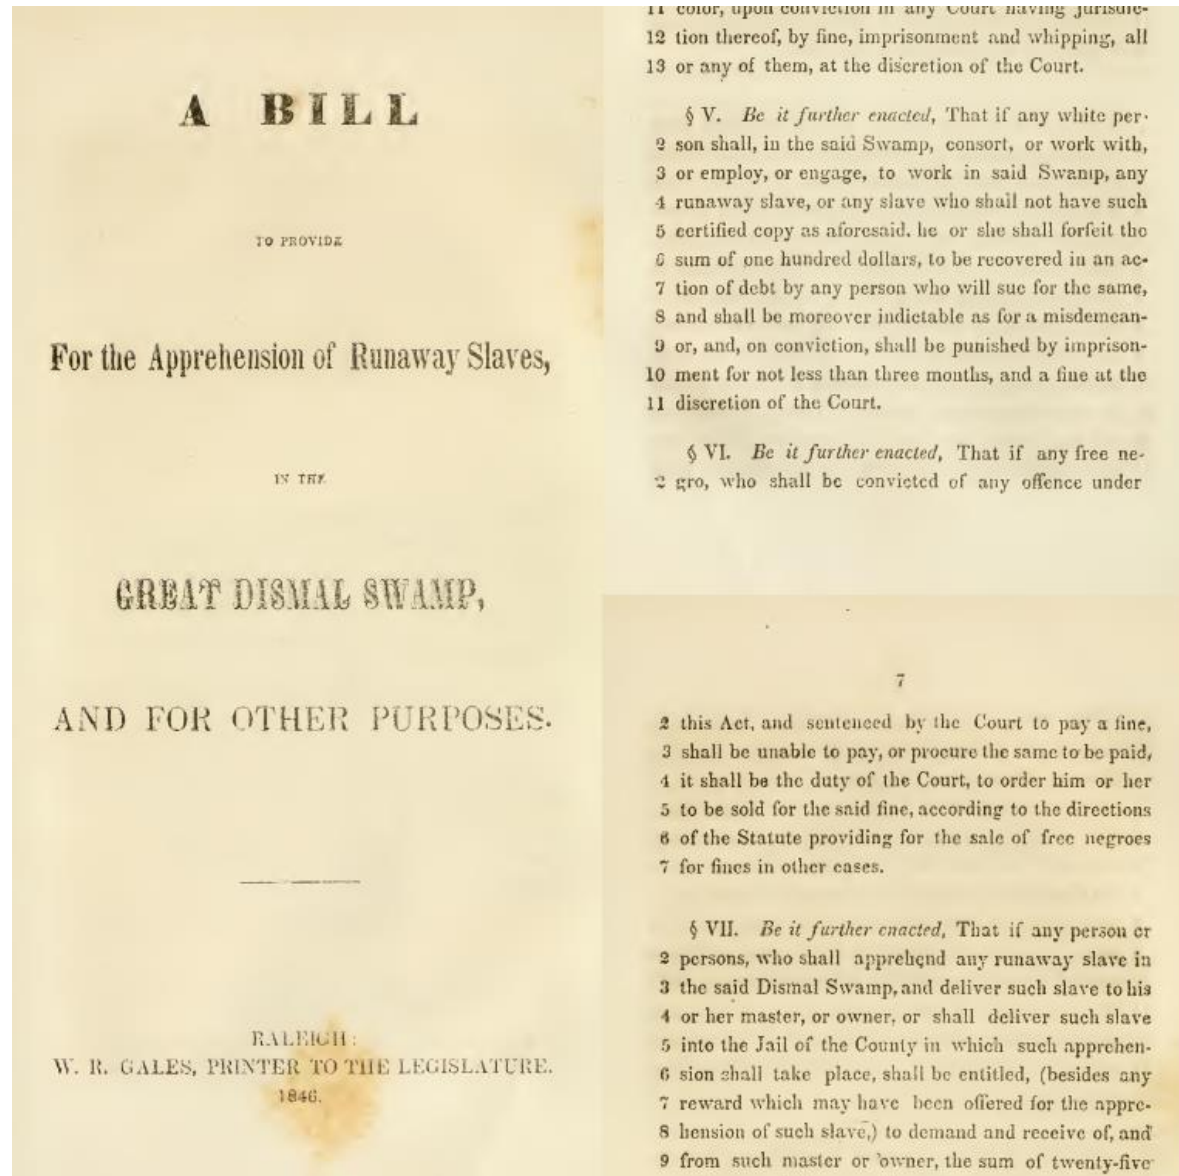 A BILL
TO PROVIDE
For the Apprehension of Runaway Slaves,
IN THE
GREAT DISMAL SWAMP,
AND FOR OTHER PURPOSES.
RALEIGH:
W. R. GALES, PRINTER TO THE LEGISLATURE.
1846.
11 color, upon conviction in any Court having jurisdic-
12 tion thereof, by fine, imprisonment and whipping, all
13 or any of them, at the discretion of the Court.
§ V. Be it further enacted, That if any white per-
2 son shall, in the said Swamp, consort, or work with,
3 or employ, or engage, to work in said Swamp, any
4 runaway slave, or any slave who shall not have such
5 certified copy as aforesaid. he or she shall forfeit the
6 sum of one hundred dollars, to be recovered in an ac-
7 tion of debt by any person who will sue for the same,
8 and shall be moreover indictable as for a misdemean-
9 or, and, on conviction, shall be punished by imprison-
10 ment for not less than three months, and a fine at the
11 discretion of the Court.
§ VI. Be it further enacted, That if any free ne-
2 gro, who shall be convicted of any offence under
7
2 this Act, and sentenced by the Court to pay a fine,
3 shall be unable to pay, or procure the same to be paid,
4 it shall be the duty of the Court, to order him or her
5 to be sold for the said fine, according to the directions
6 of the Statute providing for the sale of free negroes
7 for fines in other cases.
§ VII. Be it further enacted, That if any person or
2 persons, who shall apprehend any runaway slave in
3 the said Dismal Swamp, and deliver such slave to his
4 or her master, or owner, or shall deliver such slave
5 into the Jail of the County in which such apprehen-
6 sion shall take place, shall be entitled, (besides any
7 reward which may have been offered for the appre-
8 hension of such slave,) to demand and receive of, and
9 from such master or owner, the sum of twenty-five